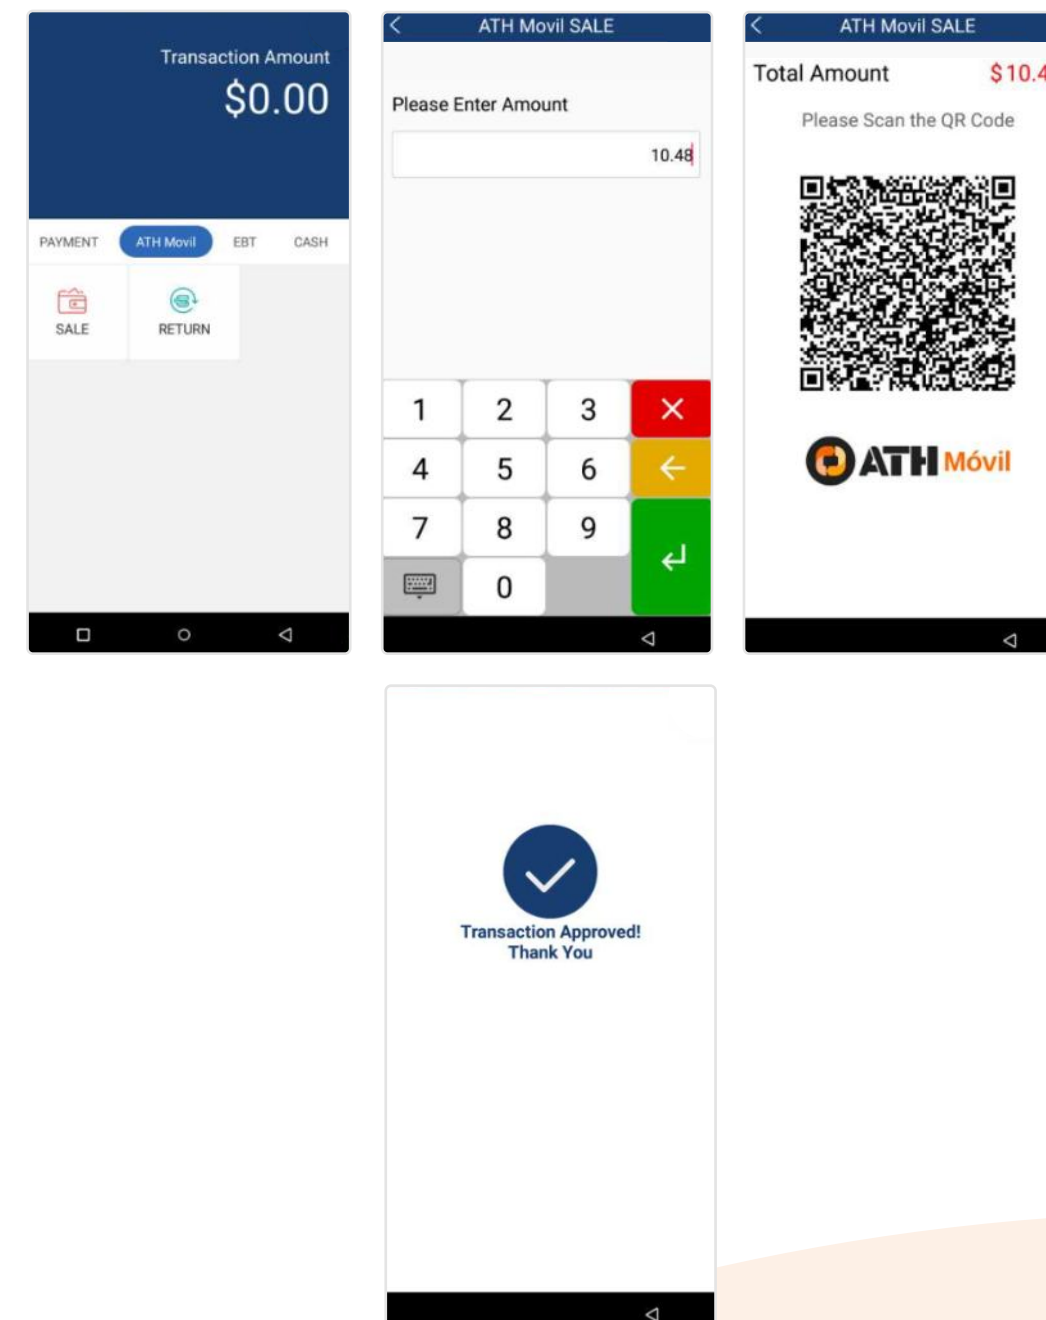 Transaction Amount
$0.00
PAYMENT ATH Movil EBT CASH
SALE RETURN
ATH Movil SALE
Please Enter Amount
10.48
1 2 3
4 5 6
7 8 9
0
ATH Movil SALE
Total Amount $10.4
Please Scan the QR Code
ATH Móvil
Transaction Approved!
Thank You